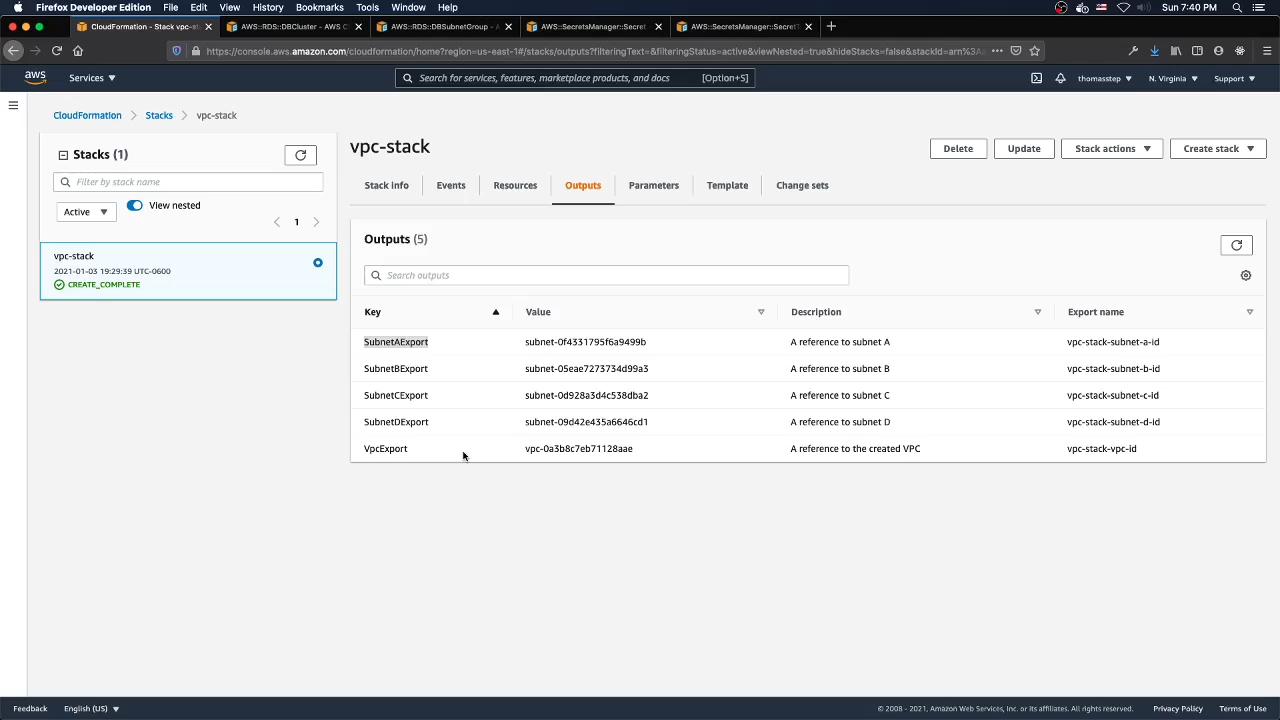 Firefox Developer Edition File Edit View History Bookmarks Tools Window Help Sun 7:40 PM
CloudFormation - Stack vpc-st AWS::RDS::DBCluster - AWS C AWS::RDS::DBSubnetGroup - A AWS::SecretsManager::Secret AWS::SecretsManager::SecretT
https://console.aws.amazon.com/cloudformation/home?region=us-east-1#/stacks/outputs?filteringText=&filteringStatus=active&viewNested=true&hideStacks=false&stackId=arn%3A
aws Services Search for services, features, marketplace products, and docs [Option+S] thomasstep N. Virginia Support
CloudFormation Stacks vpc-stack
Stacks (1)
Filter by stack name
Active View nested
1
vpc-stack
2021-01-03 19:29:39 UTC-0600
CREATE_COMPLETE
vpc-stack
Delete Update Stack actions Create stack
Stack info Events Resources Outputs Parameters Template Change sets
Outputs (5)
Search outputs
Key Value Description Export name
SubnetAExport subnet-0f4331795f6a9499b A reference to subnet A vpc-stack-subnet-a-id
SubnetBExport subnet-05eae7273734d99a3 A reference to subnet B vpc-stack-subnet-b-id
SubnetCExport subnet-0d928a3d4c538dba2 A reference to subnet C vpc-stack-subnet-c-id
SubnetDExport subnet-09d42e435a6646cd1 A reference to subnet D vpc-stack-subnet-d-id
VpcExport vpc-0a3b8c7eb71128aae A reference to the created VPC vpc-stack-vpc-id
Feedback English (US) © 2008 - 2021, Amazon Web Services, Inc. or its affiliates. All rights reserved. Privacy Policy Terms of Use